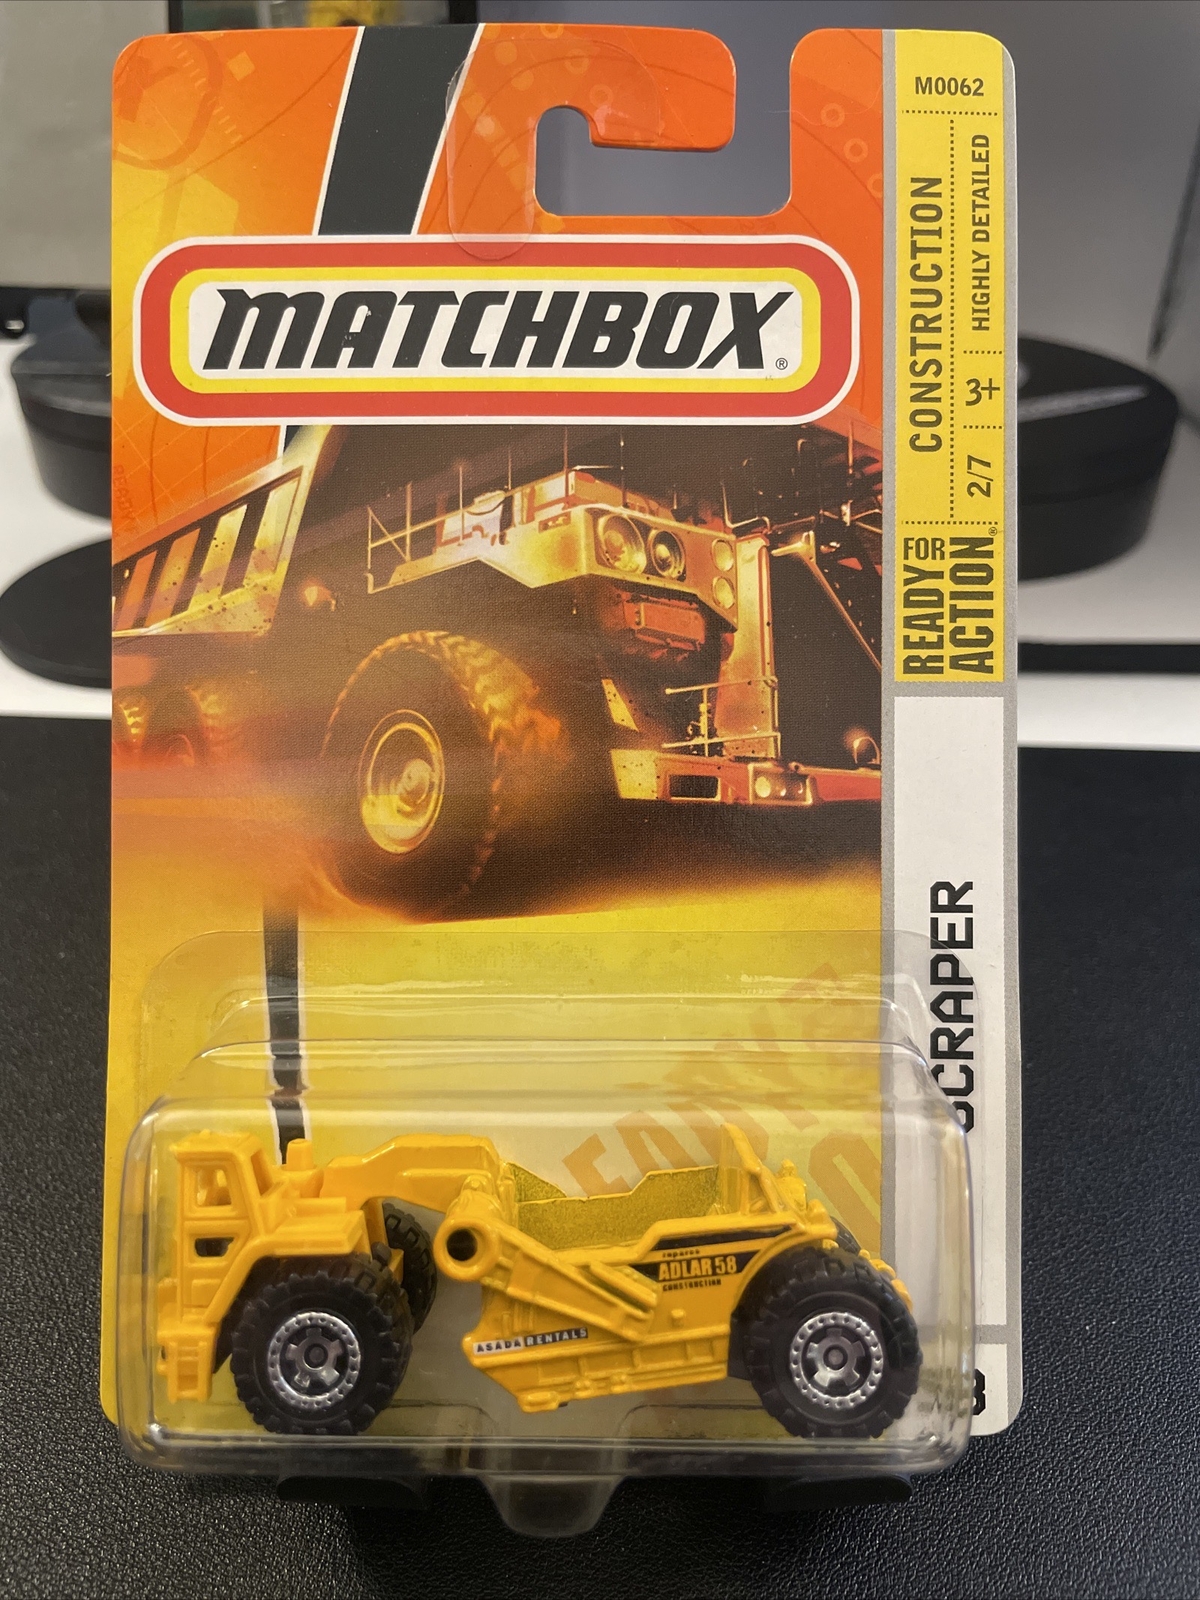 M0062
MATCHBOX®
CONSTRUCTION
HIGHLY DETAILED
3+
2/7
READY FOR ACTION®
SCRAPER
ADLAR 58
CONSTRUCTION
ASADA RENTALS